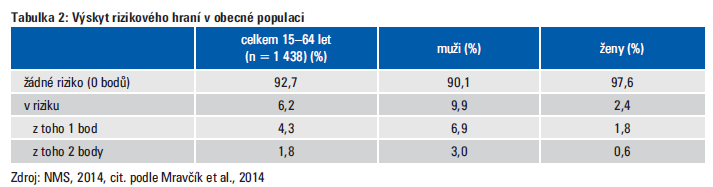 Tabulka 2: Výskyt rizikového hraní v obecné populaci
celkem 15–64 let
(n = 1 438) (%) muži (%) ženy (%)
žádné riziko (0 bodů) 92,7 90,1 97,6
v riziku 6,2 9,9 2,4
z toho 1 bod 4,3 6,9 1,8
z toho 2 body 1,8 3,0 0,6
Zdroj: NMS, 2014, cit. podle Mravčík et al., 2014